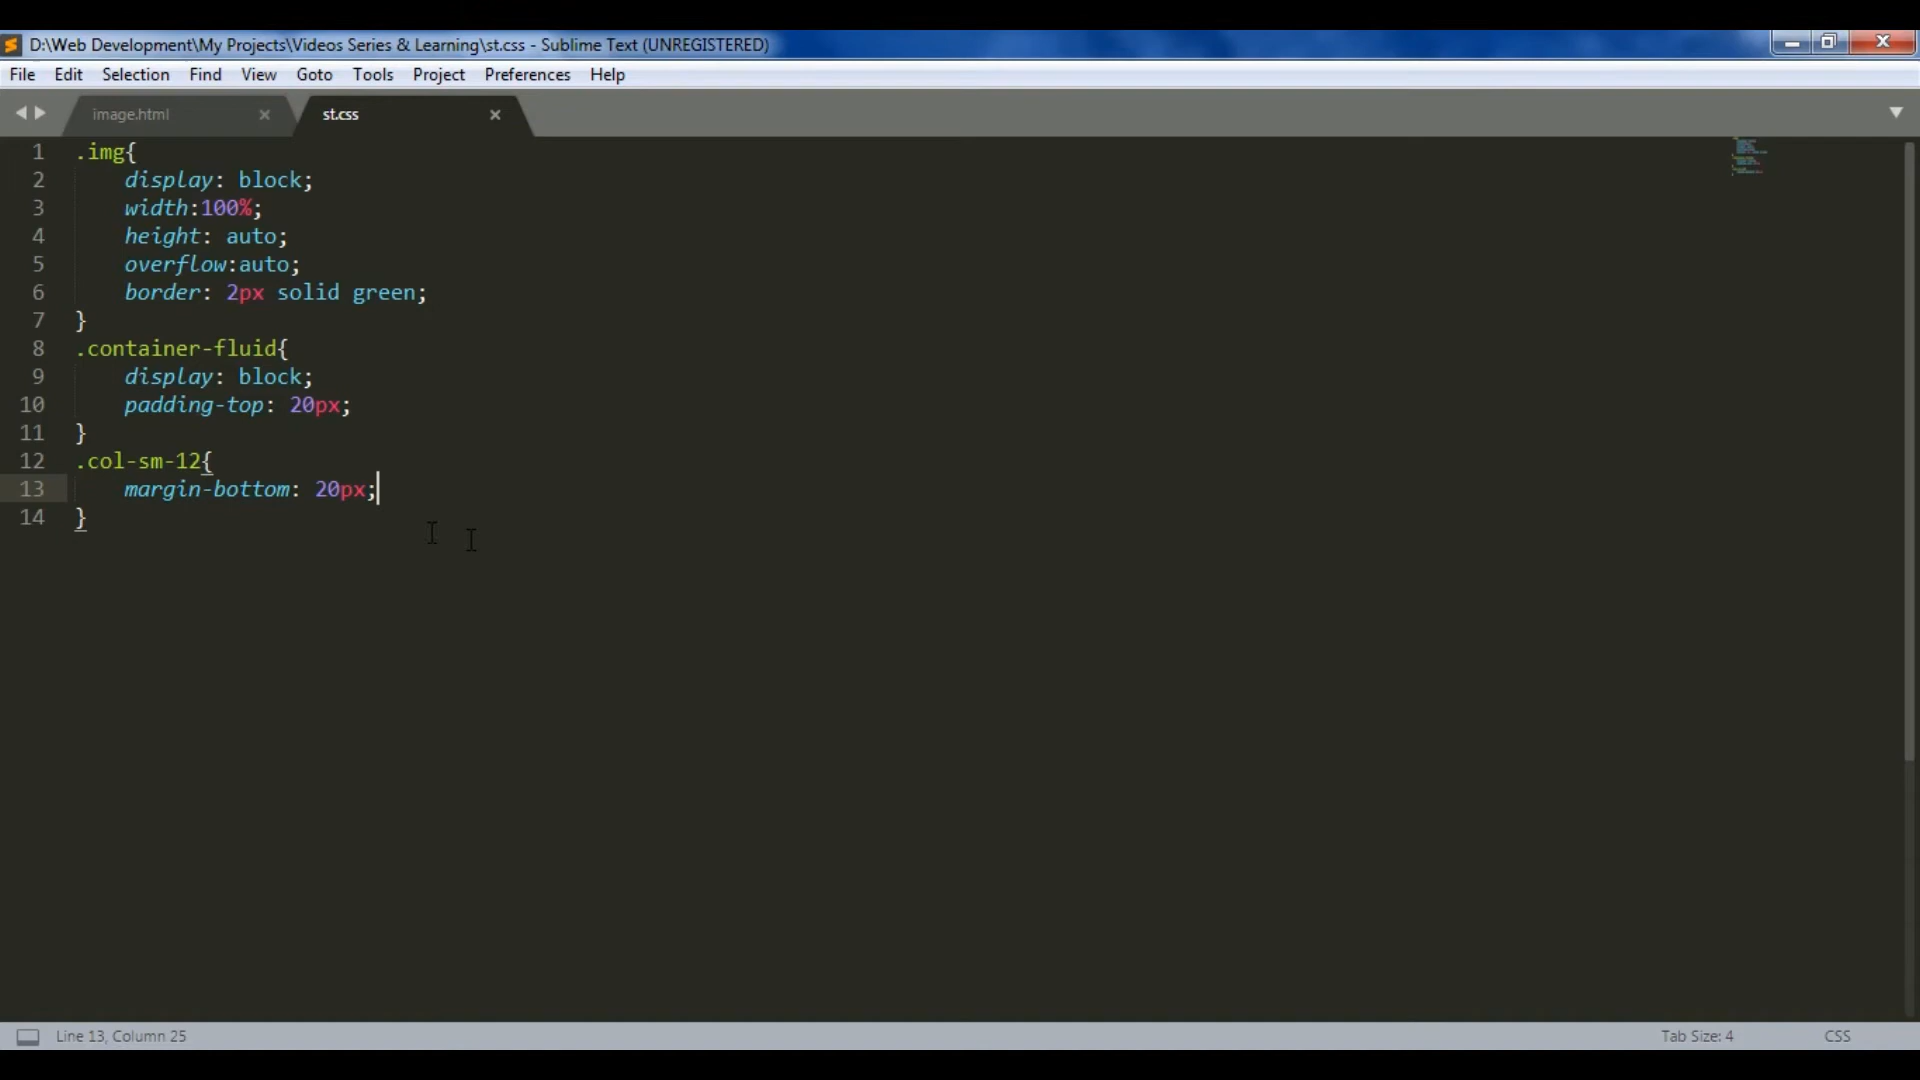 D:\Web Development\My Projects\Videos Series & Learning\st.css - Sublime Text (UNREGISTERED)
File Edit Selection Find View Goto Tools Project Preferences Help
image.html st.css
1 .img{
2 display: block;
3 width:100%;
4 height: auto;
5 overflow:auto;
6 border: 2px solid green;
7 }
8 .container-fluid{
9 display: block;
10 padding-top: 20px;
11 }
12 .col-sm-12{
13 margin-bottom: 20px;
14 }
Line 13, Column 25 Tab Size: 4 CSS